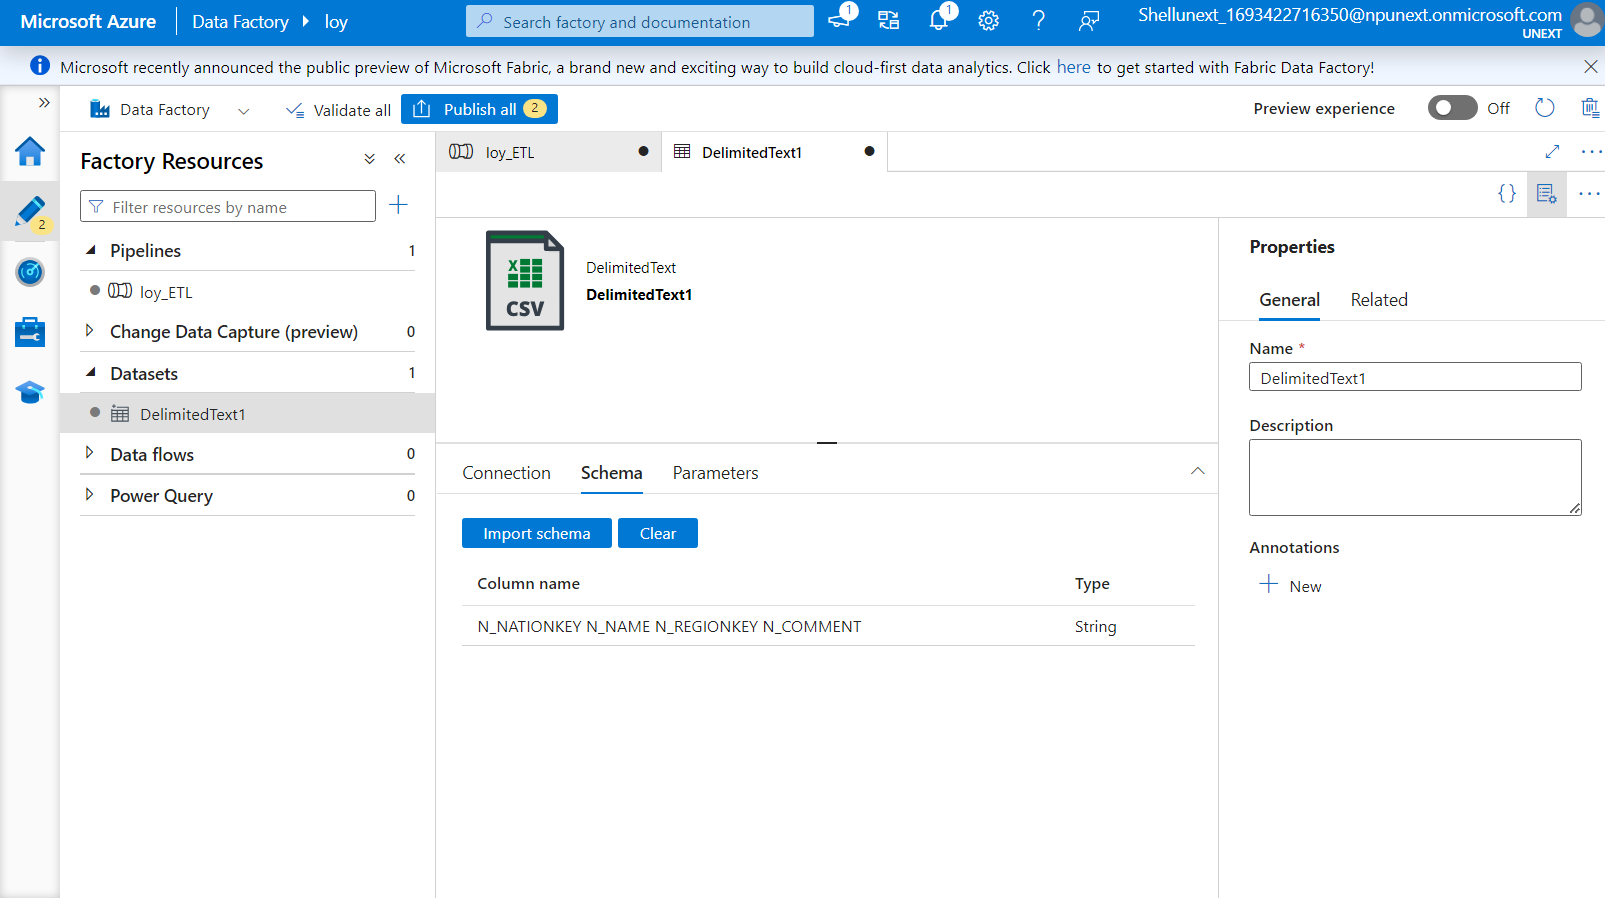 Microsoft Azure Data Factory loy
Search factory and documentation
1 1
Shellunext_1693422716350@npunext.onmicrosoft.com
UNEXT
Microsoft recently announced the public preview of Microsoft Fabric, a brand new and exciting way to build cloud-first data analytics. Click here to get started with Fabric Data Factory!
Data Factory Validate all Publish all 2
Preview experience Off
2
Factory Resources
Filter resources by name
Pipelines 1
loy_ETL
Change Data Capture (preview) 0
Datasets 1
DelimitedText1
Data flows 0
Power Query 0
loy_ETL DelimitedText1
{}
X
CSV
DelimitedText
DelimitedText1
Connection Schema Parameters
Import schema Clear
Column name Type
N_NATIONKEY N_NAME N_REGIONKEY N_COMMENT String
Properties
General Related
Name *
DelimitedText1
Description
Annotations
New